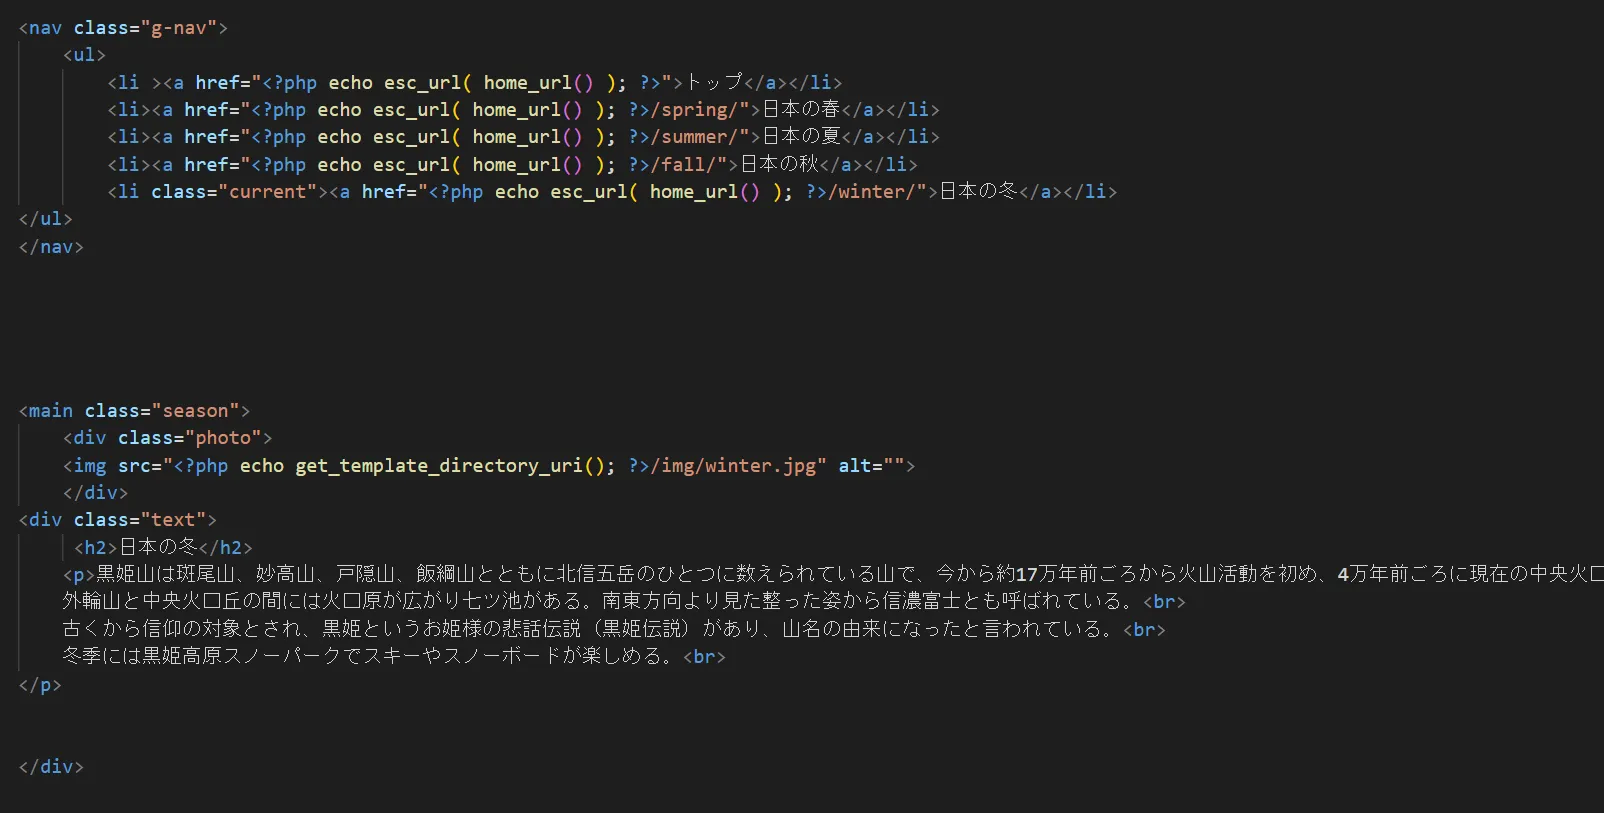 <nav class="g-nav">
<ul>
<li ><a href="<?php echo esc_url( home_url() ); ?>">トップ</a></li>
<li><a href="<?php echo esc_url( home_url() ); ?>/spring/">日本の春</a></li>
<li><a href="<?php echo esc_url( home_url() ); ?>/summer/">日本の夏</a></li>
<li><a href="<?php echo esc_url( home_url() ); ?>/fall/">日本の秋</a></li>
<li class="current"><a href="<?php echo esc_url( home_url() ); ?>/winter/">日本の冬</a></li>
</ul>
</nav>
<main class="season">
<div class="photo">
<img src="<?php echo get_template_directory_uri(); ?>/img/winter.jpg" alt="">
</div>
<div class="text">
<h2>日本の冬</h2>
<p>黒姫山は斑尾山、妙高山、戸隠山、飯綱山とともに北信五岳のひとつに数えられている山で、今から約17万年前ごろから火山活動を初め、4万年前ごろに現在の中央火口
外輪山と中央火口丘の間には火口原が広がり七ツ池がある。南東方向より見た整った姿から信濃富士とも呼ばれている。<br>
古くから信仰の対象とされ、黒姫というお姫様の悲話伝説（黒姫伝説）があり、山名の由来になったと言われている。<br>
冬季には黒姫高原スノーパークでスキーやスノーボードが楽しめる。<br>
</p>
</div>